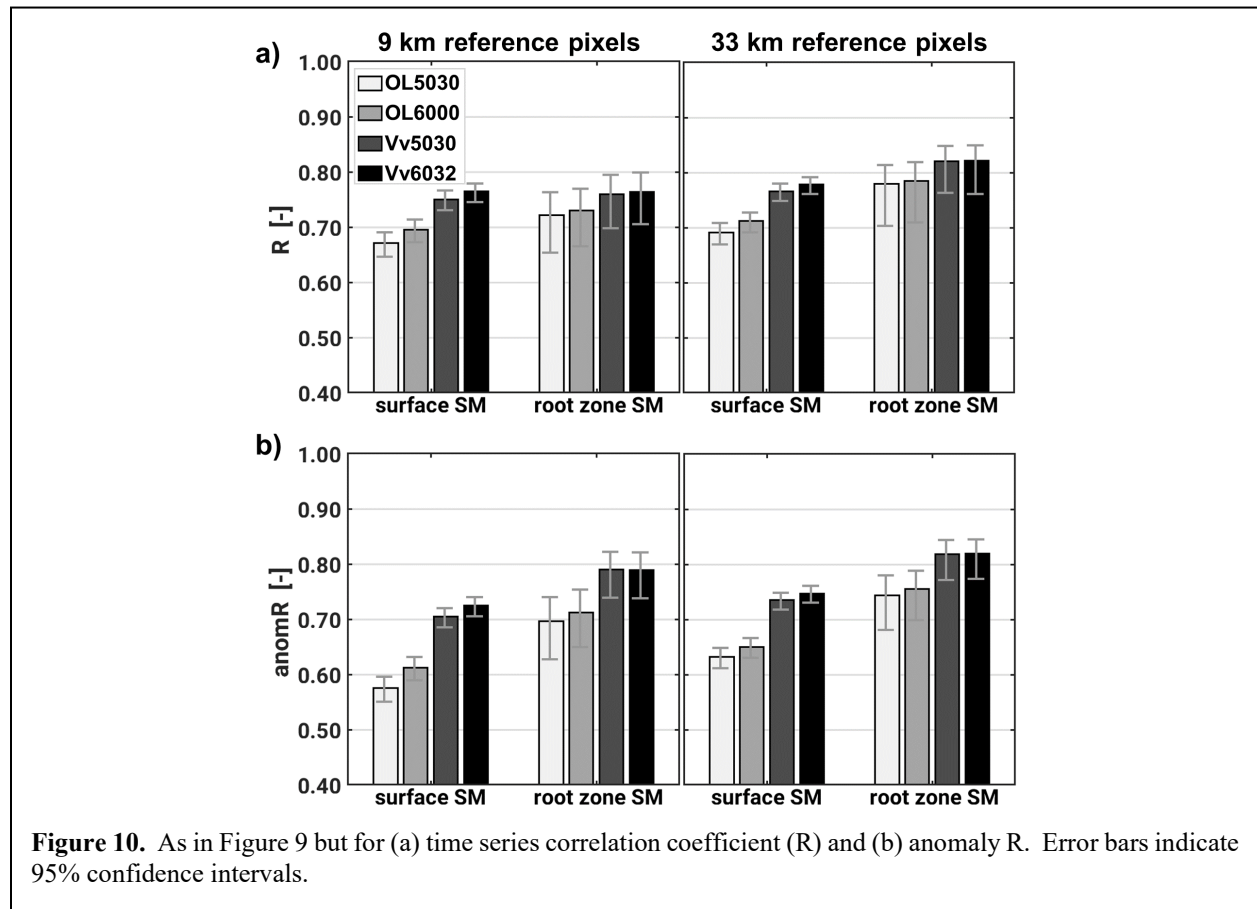 9 km reference pixels
33 km reference pixels
a)
1.00
0.90
0.80
0.70
0.60
0.50
0.40
R [-]
OL5030
OL6000
Vv5030
Vv6032
surface SM
root zone SM
surface SM
root zone SM
b)
1.00
0.90
0.80
0.70
0.60
0.50
0.40
anomR [-]
surface SM
root zone SM
surface SM
root zone SM
Figure 10. As in Figure 9 but for (a) time series correlation coefficient (R) and (b) anomaly R. Error bars indicate
95% confidence intervals.